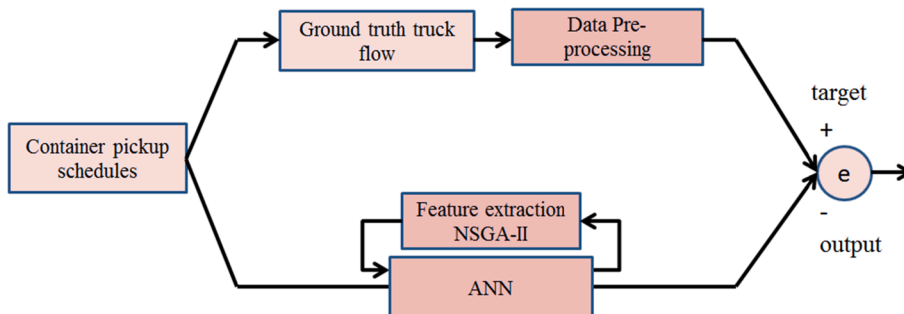 Ground truth truck
flow
Data Pre-
processing
target
+
Container pickup
schedules
e
Feature extraction
NSGA-II
-
output
ANN